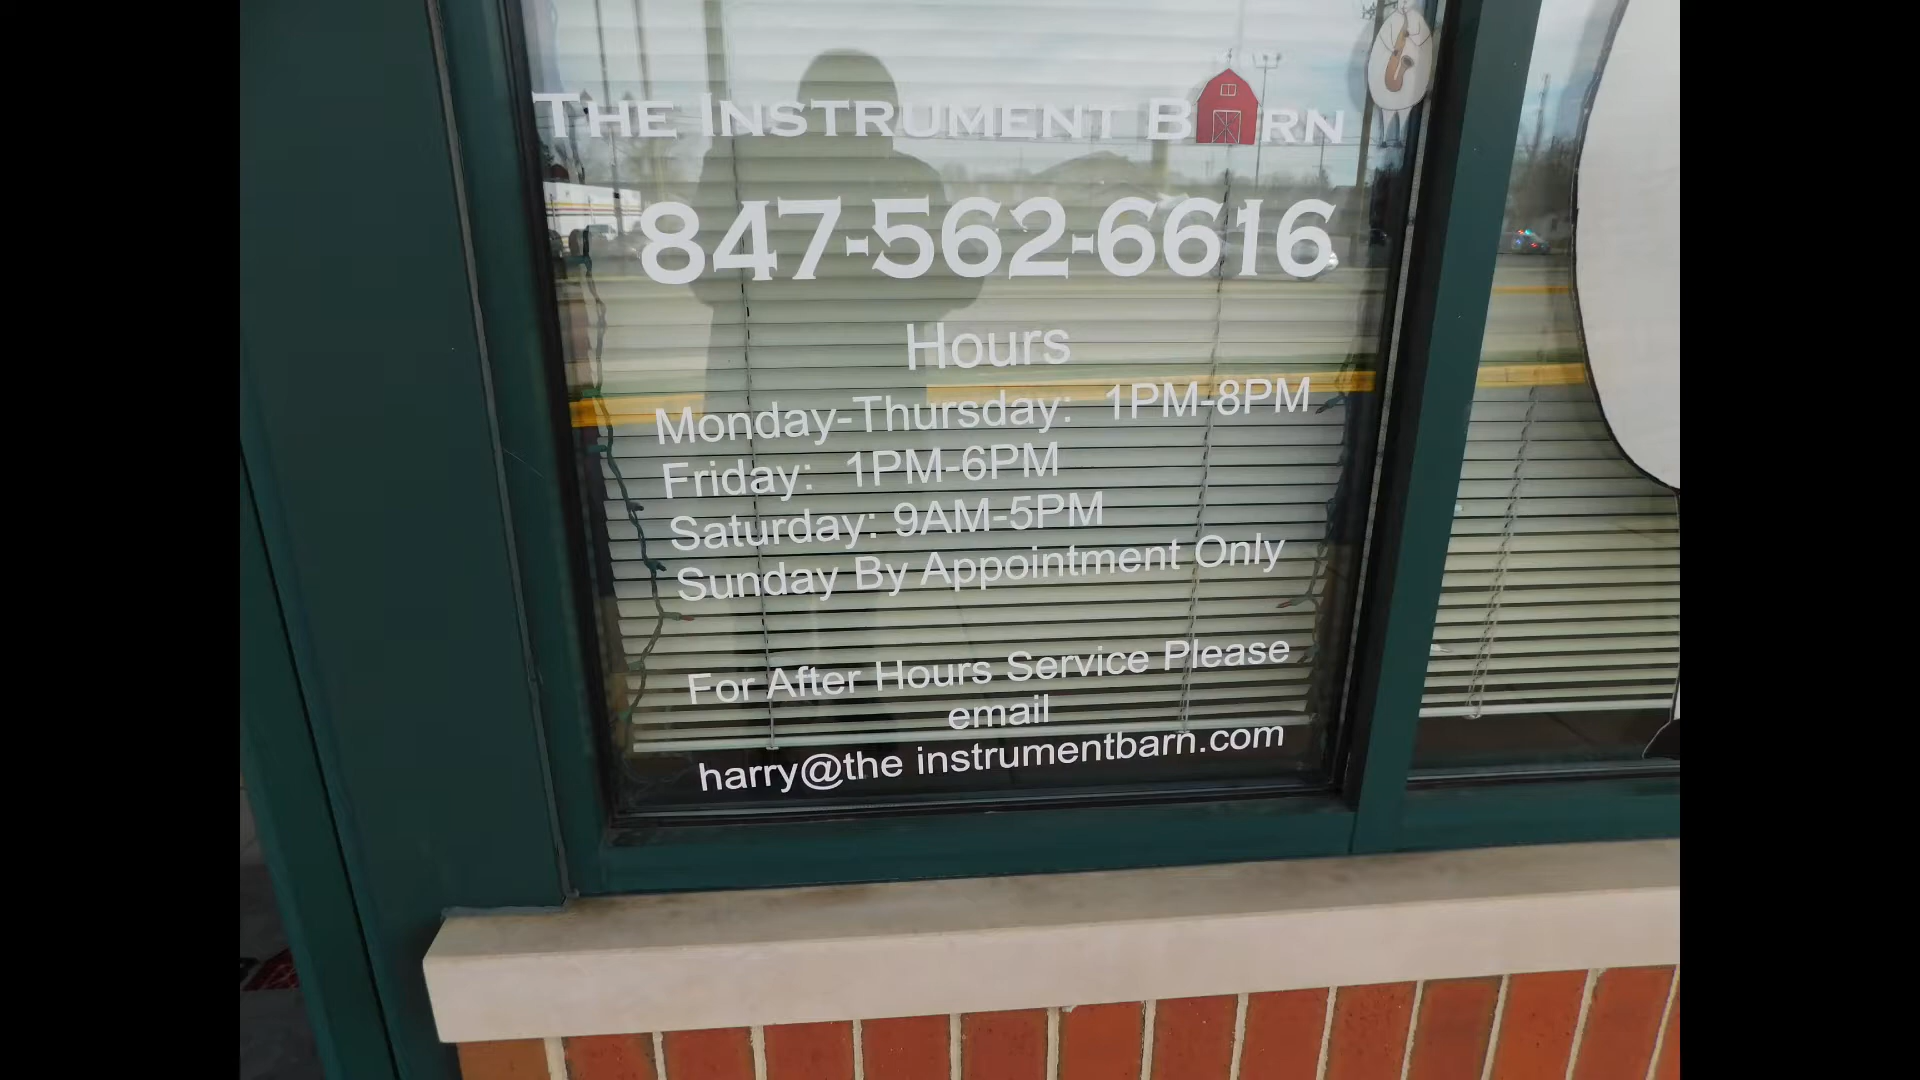 THE INSTRUMENT BARN
847-562-6616
Hours
Monday-Thursday: 1PM-8PM
Friday: 1PM-6PM
Saturday: 9AM-5PM
Sunday By Appointment Only
For After Hours Service Please
email
harry@the instrumentbarn.com